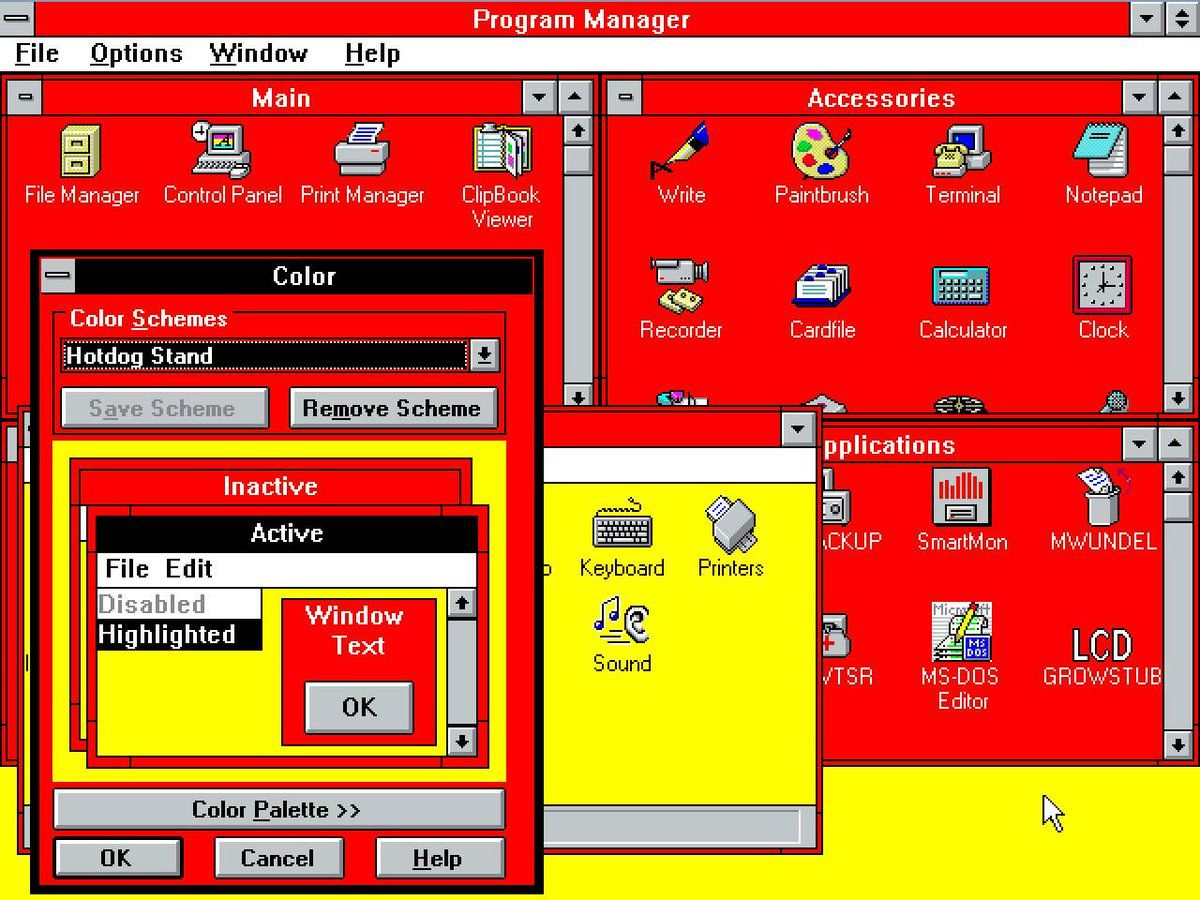 Program Manager
File Options Window Help
Main
File Manager Control Panel Print Manager ClipBook
Viewer
Accessories
Write Paintbrush Terminal Notepad
Recorder Cardfile Calculator Clock
Color
Color Schemes
Hotdog Stand
Save Scheme Remove Scheme
Inactive
Active
File Edit
Disabled
Highlighted
Window
Text
OK
Color Palette >>
OK Cancel Help
Keyboard Printers
Sound
pplications
ACKUP SmartMon MWUNDEL
Microsoft
MS
DOS
LCD
VTSR MS-DOS GROWSTUB
Editor